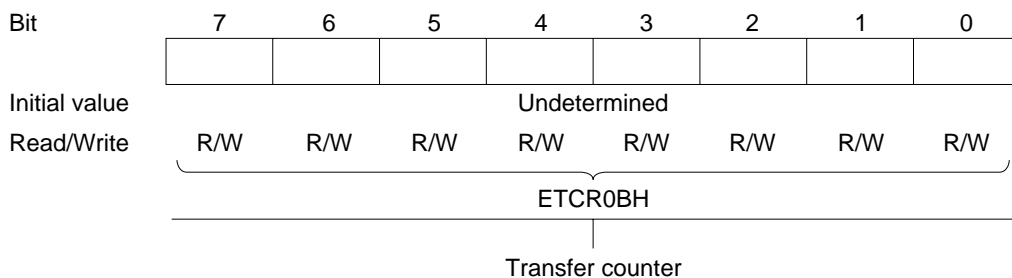 Bit 7 6 5 4 3 2 1 0
Initial value Undetermined
Read/Write R/W R/W R/W R/W R/W R/W R/W R/W
ETCR0BH
Transfer counter